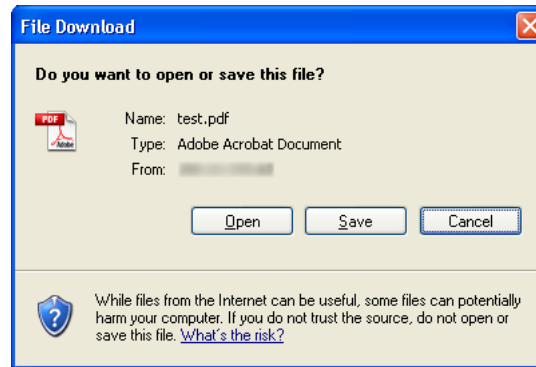 File Download
Do you want to open or save this file?
PDF
Adobe
Name: test.pdf
Type: Adobe Acrobat Document
From:
Open Save Cancel
While files from the Internet can be useful, some files can potentially
harm your computer. If you do not trust the source, do not open or
save this file. What's the risk?